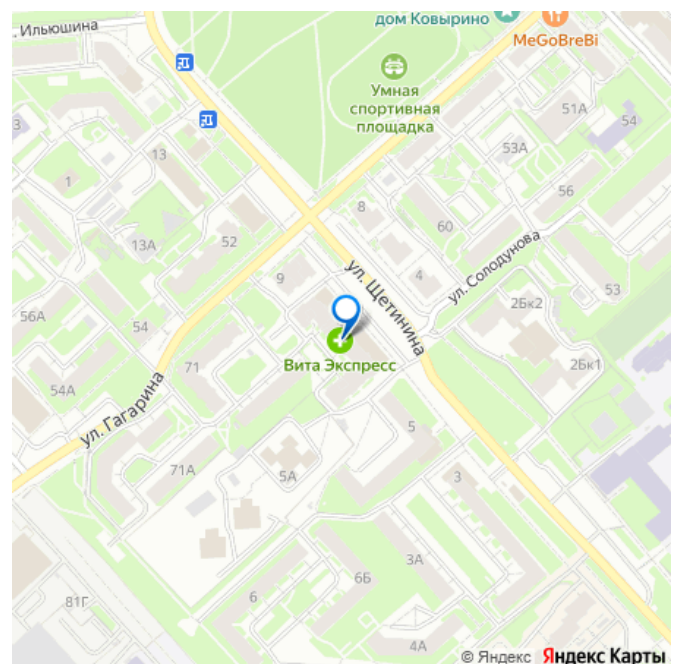 . Ильюшина
дом Ковырино
MeGoBreBi
Умная
спортивная
площадка
51А
54
3
53А
13
1
56
8
60
52
13А
ул. Солодунова
9
4
ул. Щетинина
53
2Бк2
56А
54
Вита Экспресс
71
2Бк1
54А
ул. Гагарина
5
71А
5А
3
3А
6Б
81Г
6
4А
© Яндекс Яндекс Карты